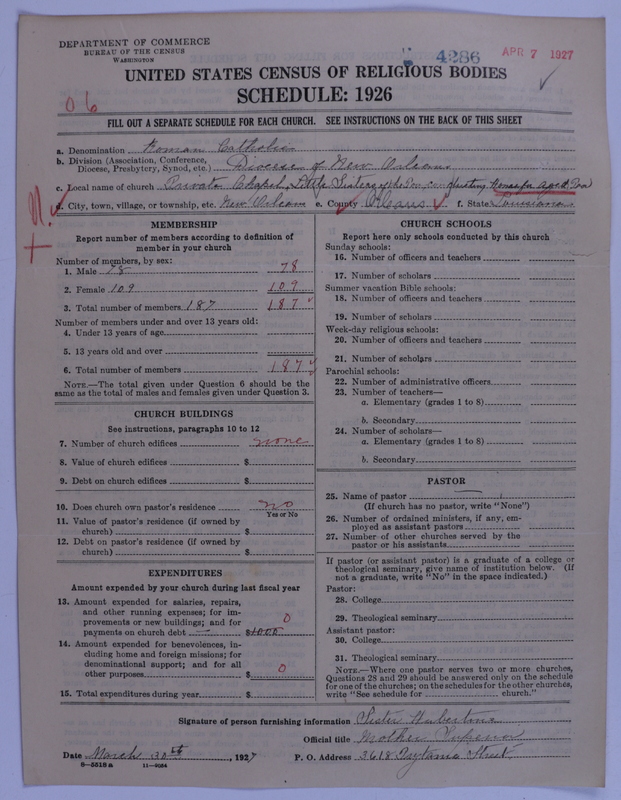 DEPARTMENT OF COMMERCE
BUREAU OF THE CENSUS
WASHINGTON
4286
APR 7 1927
UNITED STATES CENSUS OF RELIGIOUS BODIES
SCHEDULE: 1926
06
FILL OUT A SEPARATE SCHEDULE FOR EACH CHURCH. SEE INSTRUCTIONS ON THE BACK OF THIS SHEET
a. Denomination Roman Catholic
b. Division (Association, Conference, Diocese, Presbytery, Synod, etc.) Diocese of New Orleans
c. Local name of church Private Chapel, Little Sisters of the Poor conducting Home for Aged Poor
d. City, town, village, or township, etc. New Orleans e. County Orleans f. State Louisiana
MEMBERSHIP
Report number of members according to definition of
member in your church
Number of members, by sex:
1. Male 78 78
2. Female 109 109
3. Total number of members 187 187
Number of members under and over 13 years old:
4. Under 13 years of age
5. 13 years old and over
6. Total number of members 187
NOTE.—The total given under Question 6 should be the
same as the total of males and females given under Question 3.
CHURCH BUILDINGS
See instructions, paragraphs 10 to 12
7. Number of church edifices none
8. Value of church edifices $
9. Debt on church edifices $
10. Does church own pastor's residence no
Yes or No
11. Value of pastor's residence (if owned by
church) $
12. Debt on pastor's residence (if owned by
church) $
EXPENDITURES
Amount expended by your church during last fiscal year
13. Amount expended for salaries, repairs,
and other running expenses; for im-
provements or new buildings; and for
payments on church debt $1000 0
14. Amount expended for benevolences, in-
cluding home and foreign missions; for
denominational support; and for all
other purposes $ 0
15. Total expenditures during year $
CHURCH SCHOOLS
Report here only schools conducted by this church
Sunday schools:
16. Number of officers and teachers
17. Number of scholars
Summer vacation Bible schools:
18. Number of officers and teachers
19. Number of scholars
Week-day religious schools:
20. Number of officers and teachers
21. Number of scholars
Parochial schools:
22. Number of administrative officers
23. Number of teachers—
a. Elementary (grades 1 to 8)
b. Secondary
24. Number of scholars—
a. Elementary (grades 1 to 8)
b. Secondary
PASTOR
25. Name of pastor
(If church has no pastor, write "None")
26. Number of ordained ministers, if any, em-
ployed as assistant pastors
27. Number of other churches served by the
pastor or his assistants
If pastor (or assistant pastor) is a graduate of a college or
theological seminary, give name of institution below. (If
not a graduate, write "No" in the space indicated.)
Pastor:
28. College
29. Theological seminary
Assistant pastor:
30. College
31. Theological seminary
NOTE.—Where one pastor serves two or more churches,
Questions 28 and 29 should be answered only on the schedule
for one of the churches; on the schedules for the other churches,
write "See schedule for church."
Signature of person furnishing information Sister Hubertina
Official title Mother Superior
Date March 30th, 1927 P. O. Address 3618 Prytania Street
8—5518 a 11—9084